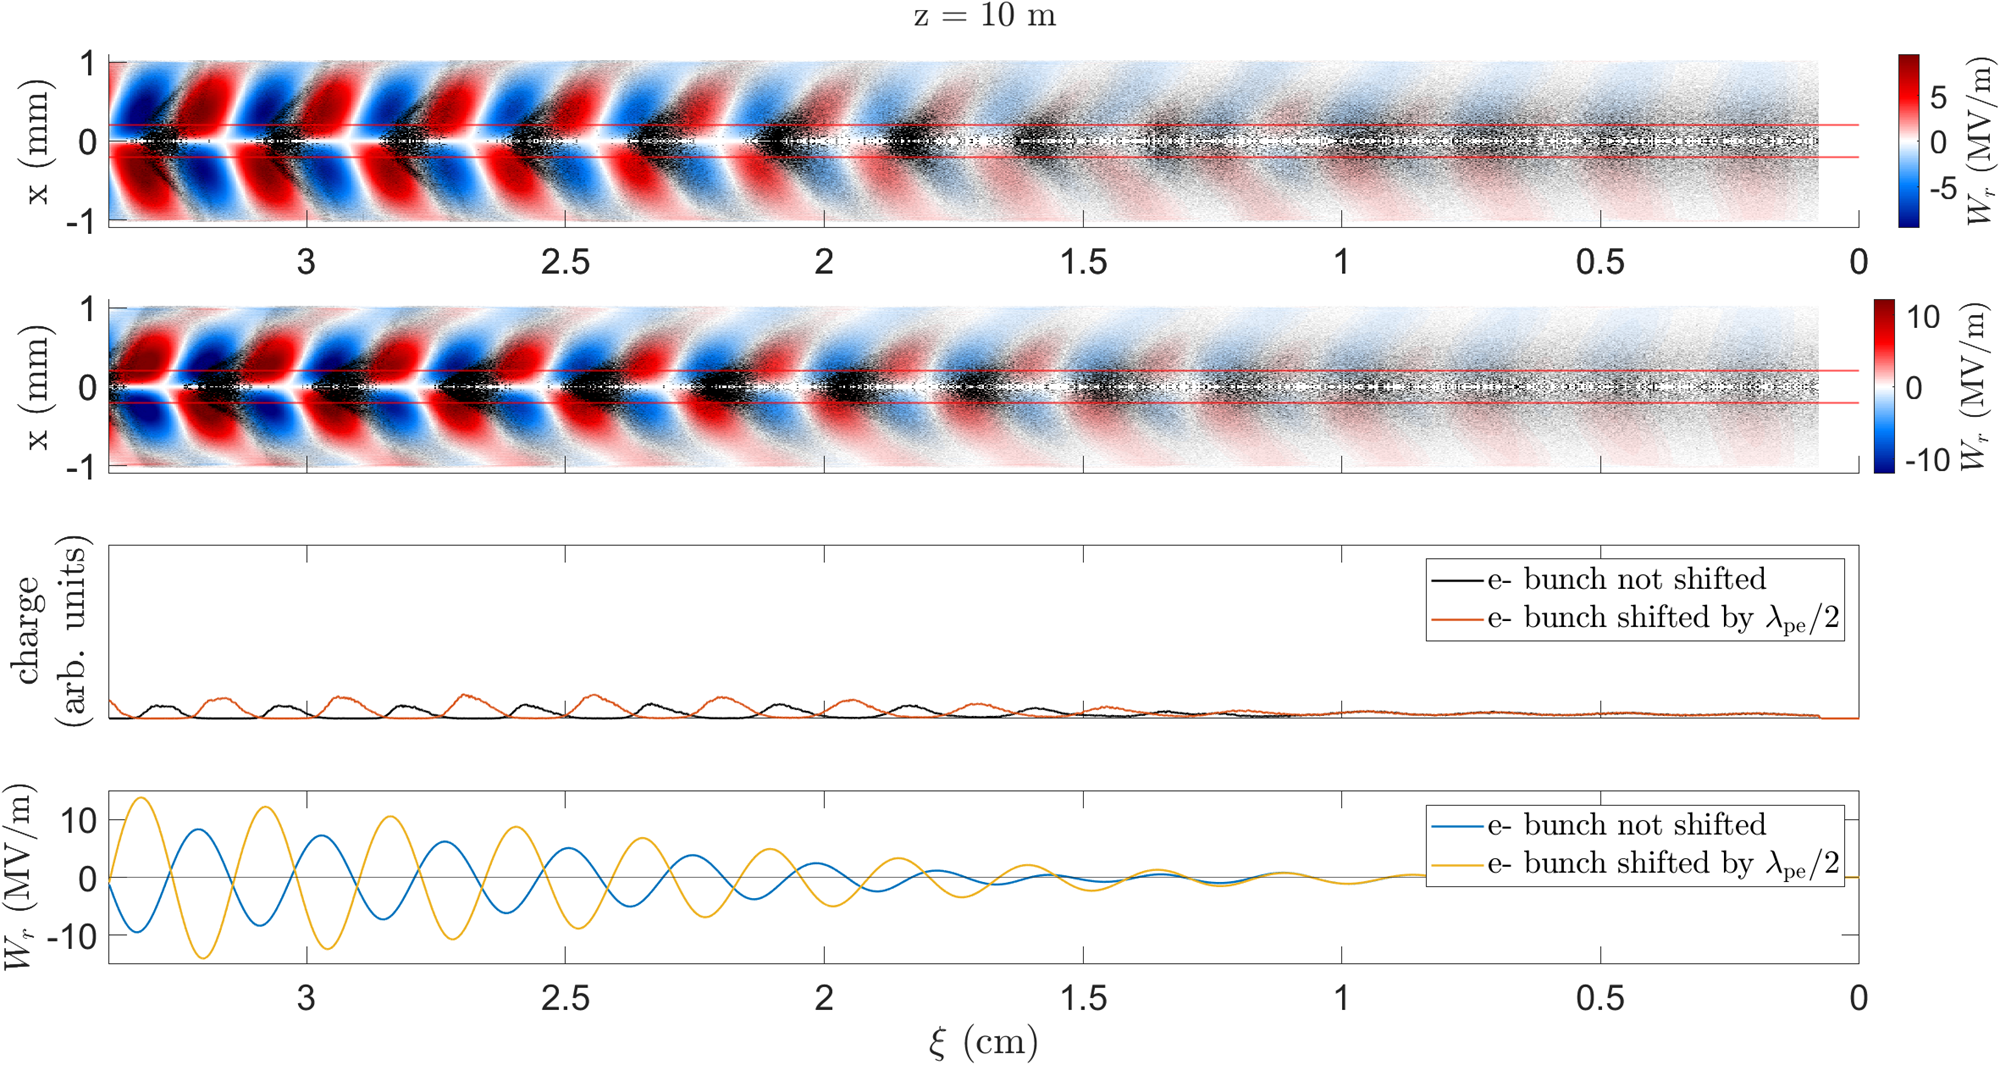 z = 10 m
x (mm)
1
0
-1
3 2.5 2 1.5 1 0.5 0
5
0
-5
W_r (MV/m)
x (mm)
1
0
-1
10
0
-10
W_r (MV/m)
charge
(arb. units)
e- bunch not shifted
e- bunch shifted by λ_pe/2
W_r (MV/m)
10
0
-10
e- bunch not shifted
e- bunch shifted by λ_pe/2
3 2.5 2 1.5 1 0.5 0
ξ (cm)